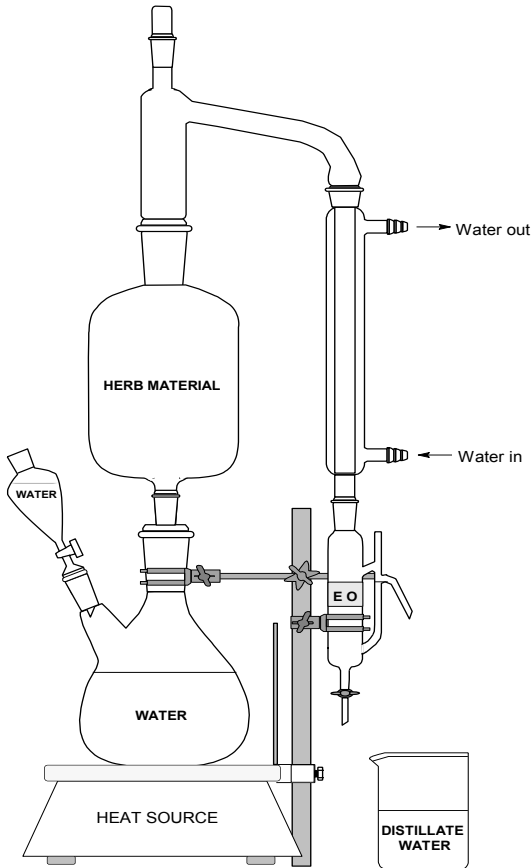 Water out
HERB MATERIAL
Water in
WATER
E O
WATER
HEAT SOURCE
DISTILLATE
WATER